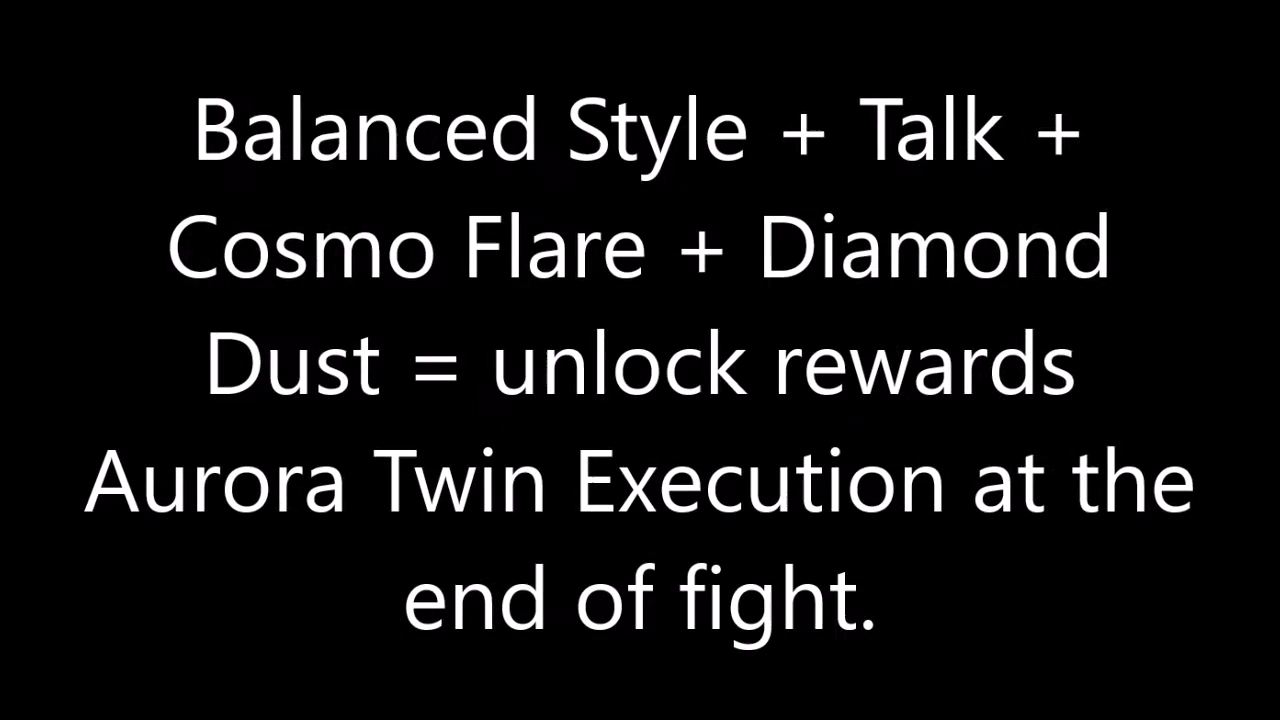 Balanced Style + Talk +
Cosmo Flare + Diamond
Dust = unlock rewards
Aurora Twin Execution at the
end of fight.